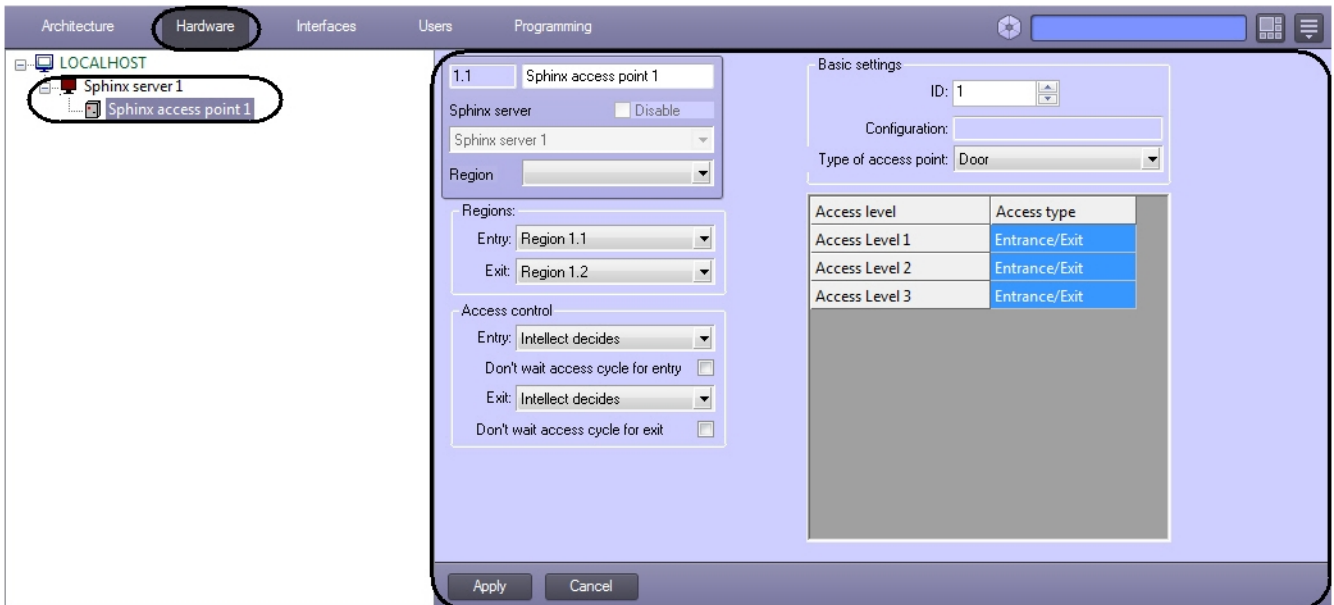 Architecture Hardware Interfaces Users Programming
LOCALHOST
Sphinx server 1
Sphinx access point 1
1.1 Sphinx access point 1
Sphinx server Disable
Sphinx server 1
Region
Regions:
Entry: Region 1.1
Exit: Region 1.2
Access control
Entry: Intellect decides
Don't wait access cycle for entry
Exit: Intellect decides
Don't wait access cycle for exit
Basic settings
ID: 1
Configuration:
Type of access point: Door
Access level Access type
Access Level 1 Entrance/Exit
Access Level 2 Entrance/Exit
Access Level 3 Entrance/Exit
Apply Cancel